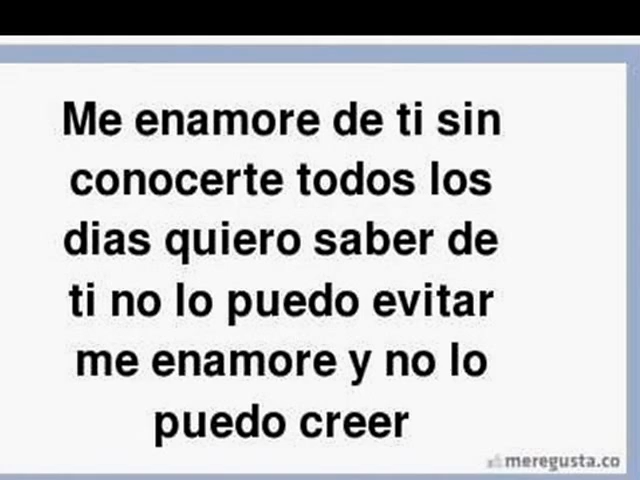 Me enamore de ti sin
conocerte todos los
dias quiero saber de
ti no lo puedo evitar
me enamore y no lo
puedo creer
meregusta.co